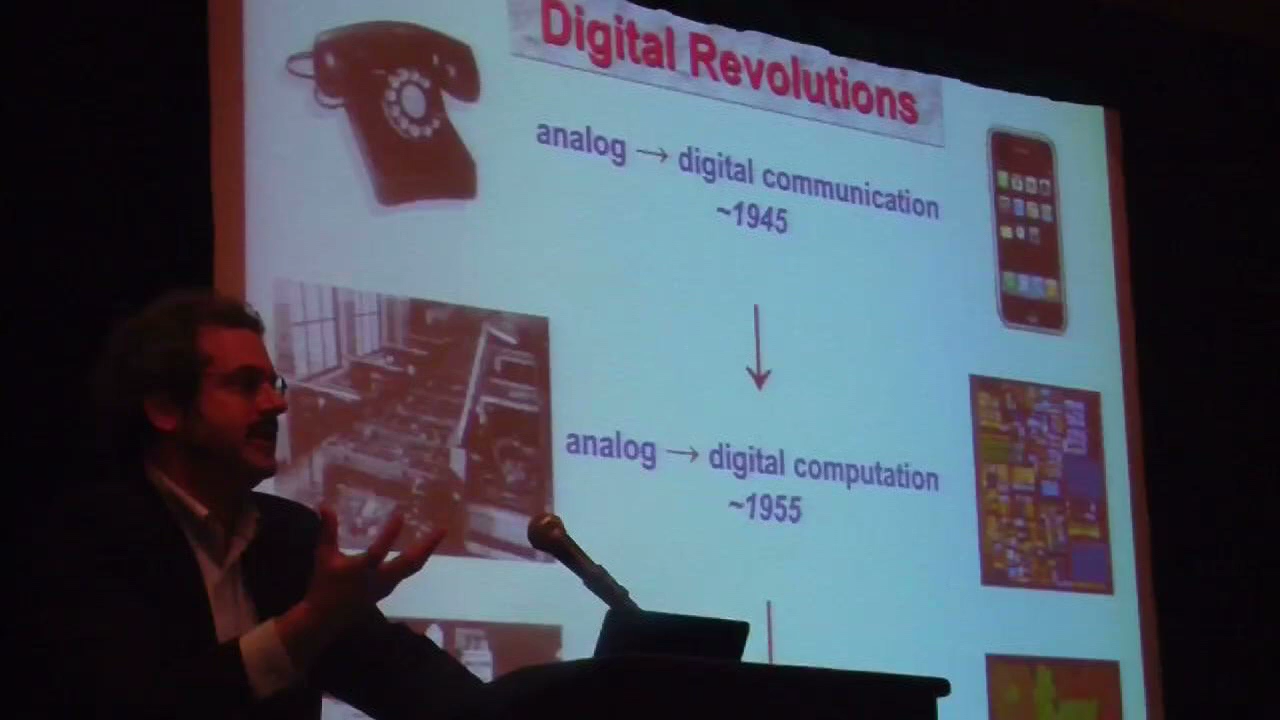 Digital Revolutions
analog → digital communication
~1945
analog → digital computation
~1955